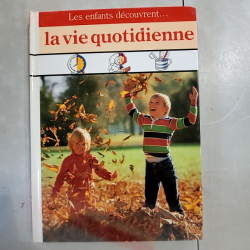 Les enfants découvrent...
la vie quotidienne